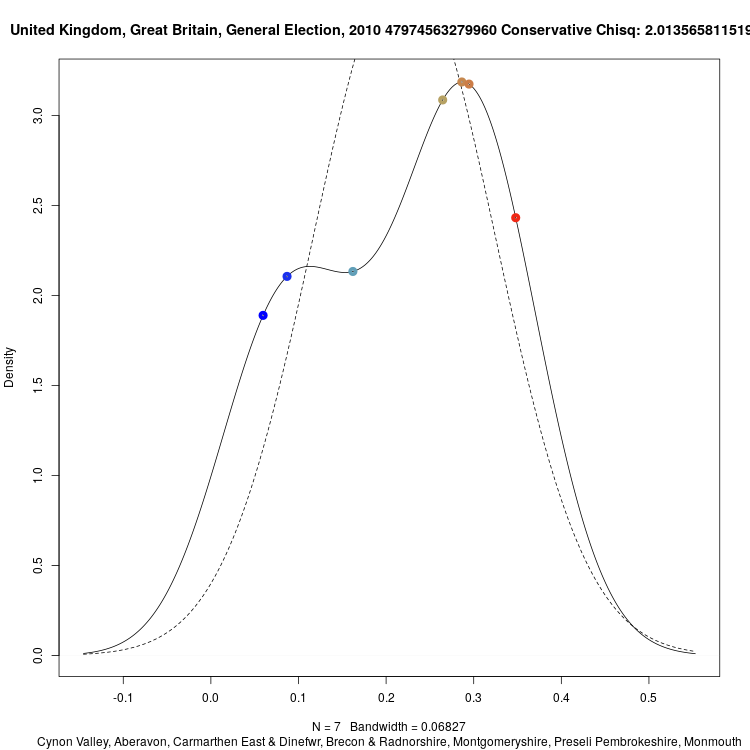 United Kingdom, Great Britain, General Election, 2010 47974563279960 Conservative Chisq: 2.013565811519
Density
3.0
2.5
2.0
1.5
1.0
0.5
0.0
-0.1 0.0 0.1 0.2 0.3 0.4 0.5
N = 7 Bandwidth = 0.06827
Cynon Valley, Aberavon, Carmarthen East & Dinefwr, Brecon & Radnorshire, Montgomeryshire, Preseli Pembrokeshire, Monmouth